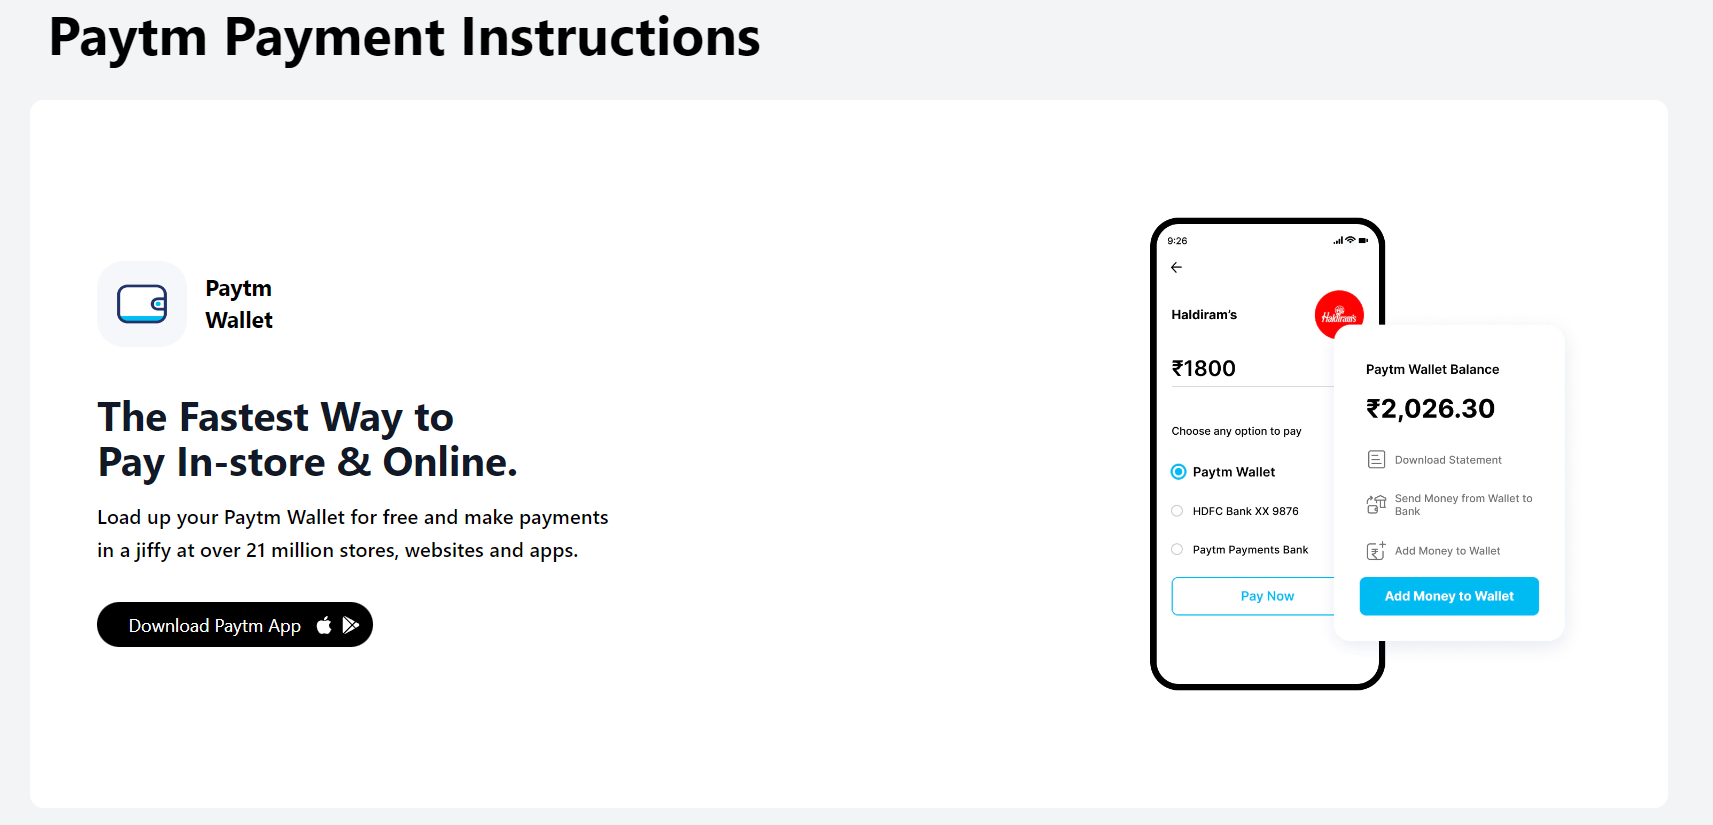 Paytm Payment Instructions
Paytm
Wallet
The Fastest Way to
Pay In-store & Online.
Load up your Paytm Wallet for free and make payments
in a jiffy at over 21 million stores, websites and apps.
Download Paytm App
9:26
Haldiram's
Haldiram's
₹1800
Choose any option to pay
Paytm Wallet
HDFC Bank XX 9876
Paytm Payments Bank
Pay Now
Paytm Wallet Balance
₹2,026.30
Download Statement
Send Money from Wallet to
Bank
Add Money to Wallet
Add Money to Wallet